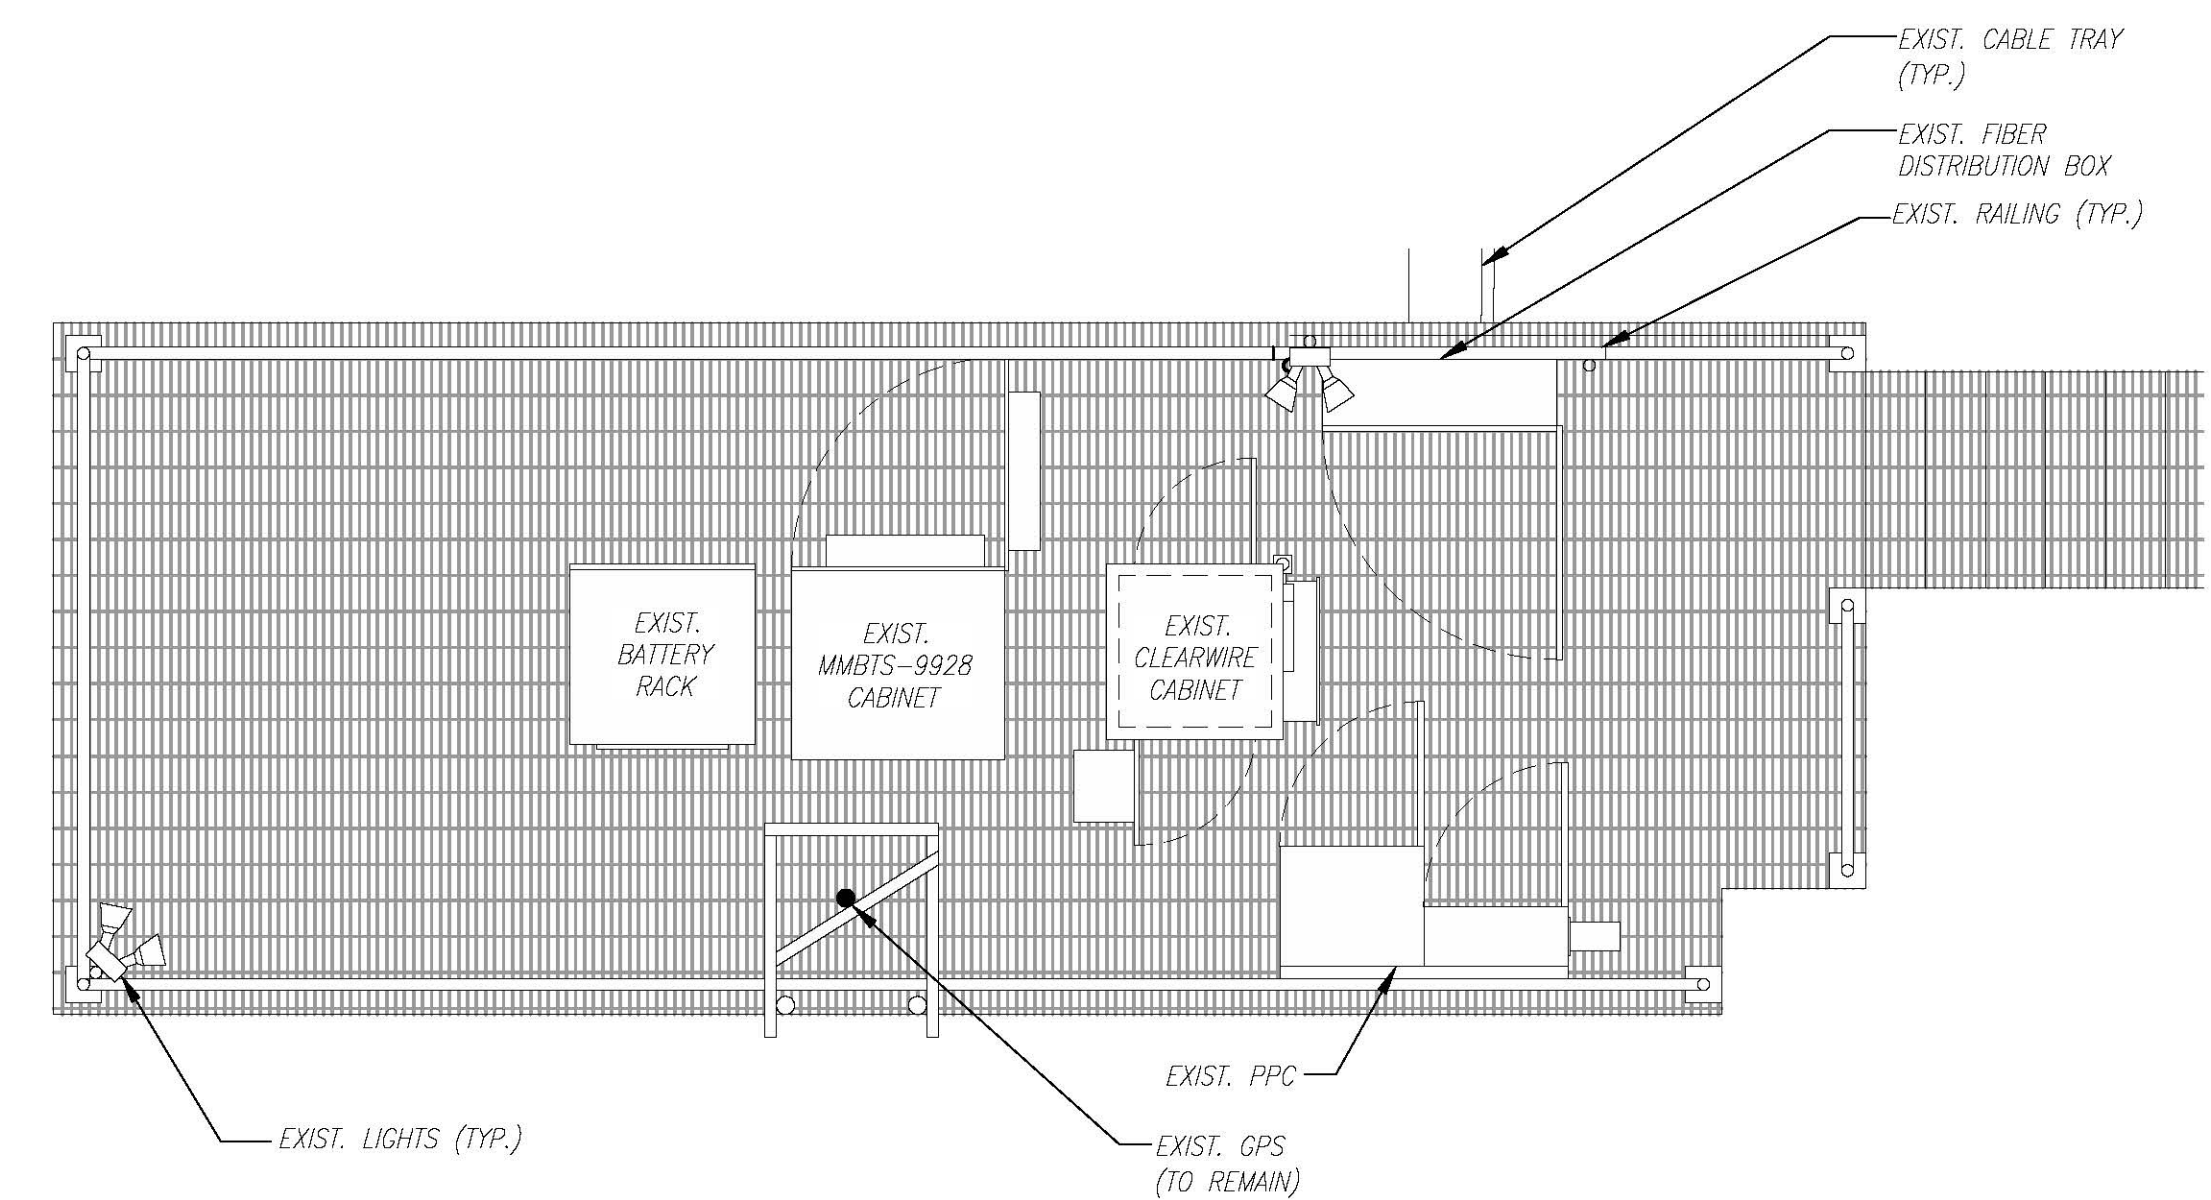 EXIST. CABLE TRAY
(TYP.)
EXIST. FIBER
DISTRIBUTION BOX
EXIST. RAILING (TYP.)
EXIST.
BATTERY
RACK
EXIST.
MMBTS-9928
CABINET
EXIST.
CLEARWIRE
CABINET
EXIST. PPC
EXIST. LIGHTS (TYP.)
EXIST. GPS
(TO REMAIN)